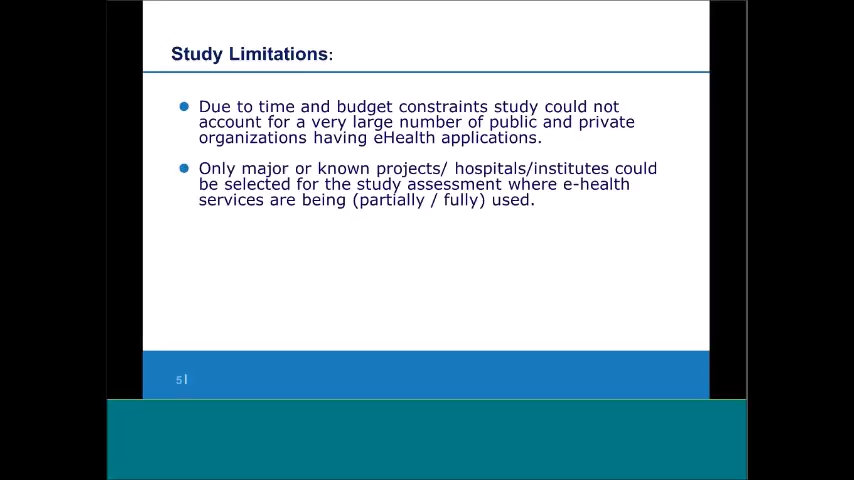 Study Limitations:
Due to time and budget constraints study could not
account for a very large number of public and private
organizations having eHealth applications.
Only major or known projects/ hospitals/institutes could
be selected for the study assessment where e-health
services are being (partially / fully) used.
5|